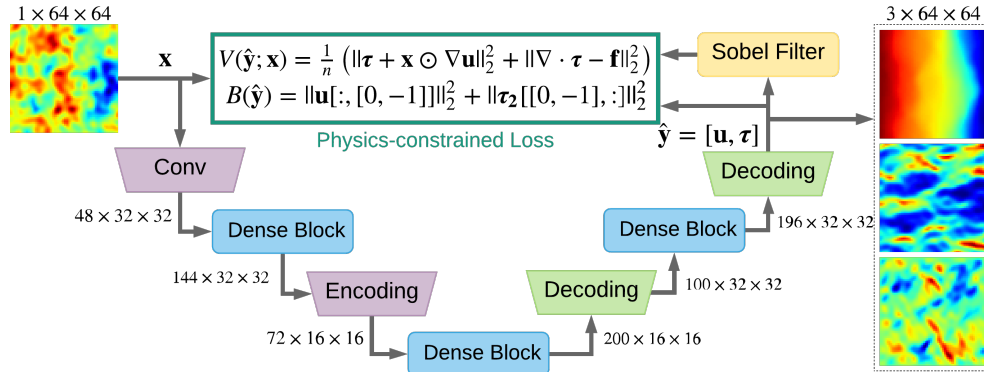 1 × 64 × 64
3 × 64 × 64
x
V(ŷ; x) = 1/n (||τ + x ⊙ ∇u||₂² + ||∇ · τ − f||₂²)
B(ŷ) = ||u[:, [0, −1]]||₂² + ||τ₂[[0, −1], :]||₂²
Sobel Filter
Physics-constrained Loss
ŷ = [u, τ]
Conv
Decoding
48 × 32 × 32
196 × 32 × 32
Dense Block
Dense Block
144 × 32 × 32
100 × 32 × 32
Encoding
Decoding
72 × 16 × 16
200 × 16 × 16
Dense Block